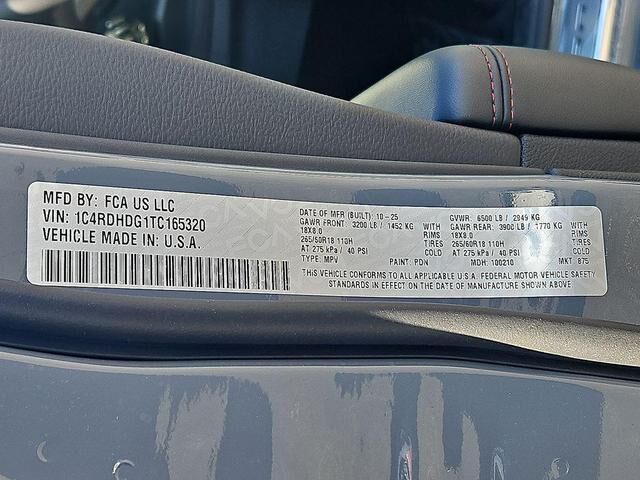 MFD BY: FCA US LLC
VIN: 1C4RDHDG1TC165320
VEHICLE MADE IN U.S.A.
DATE OF MFR (BUILT): 10-25 GVWR: 6500 LB / 2949 KG
GAWR FRONT: 3200 LB / 1452 KG WITH GAWR REAR: 3900 LB / 1770 KG WITH
18X8.0 RIMS 18X8.0 RIMS
265/60R18 110H TIRES 265/60R18 110H TIRES
AT 275 kPa / 40 PSI COLD AT 275 kPa / 40 PSI COLD
TYPE: MPV PAINT: PDN MDH: 100210 MKT: 875
THIS VEHICLE CONFORMS TO ALL APPLICABLE U.S.A. FEDERAL MOTOR VEHICLE SAFETY
STANDARDS IN EFFECT ON THE DATE OF MANUFACTURE SHOWN ABOVE